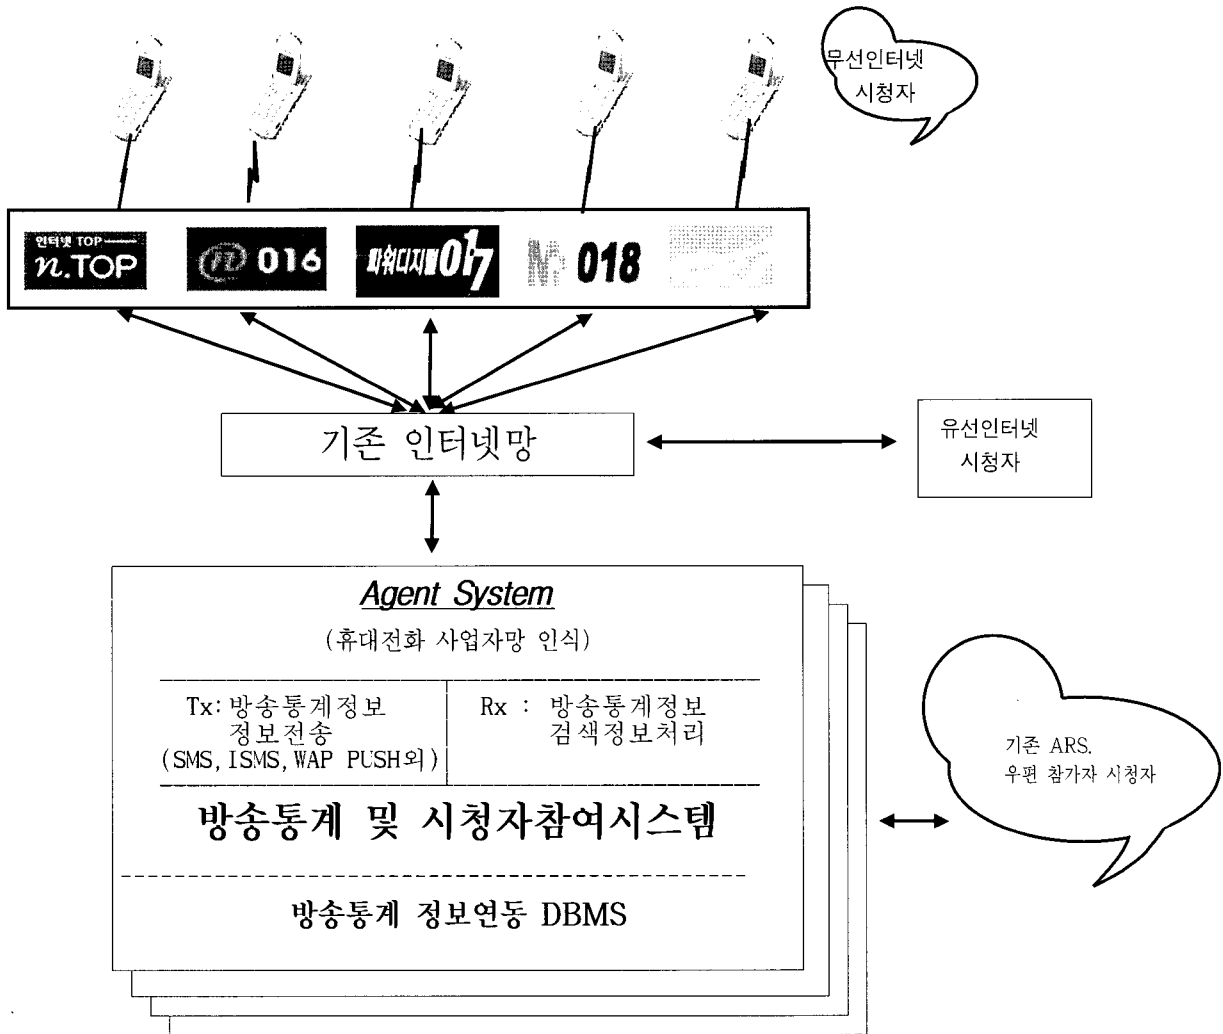 무선인터넷
시청자
인터넷 TOP
n.TOP
016
파워디지털017
018
기존 인터넷망
유선인터넷
시청자
Agent System
(휴대전화 사업자망 인식)
Tx:방송통계정보
정보전송
(SMS,ISMS,WAP PUSH외)
Rx : 방송통계정보
검색정보처리
기존 ARS.
우편 참가자 시청자
방송통계 및 시청자참여시스템
방송통계 정보연동 DBMS